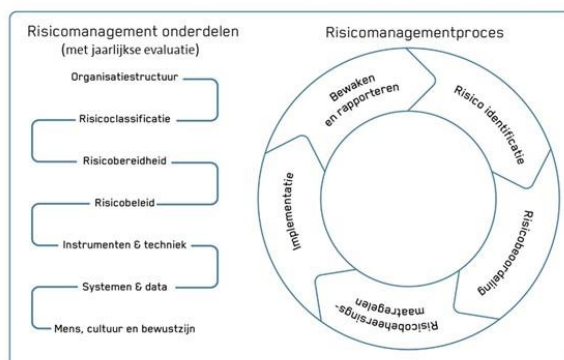 Risicomanagement onderdelen
(met jaarlijkse evaluatie)
Organisatiestructuur
Risicoclassificatie
Risicobereidheid
Risicobeleid
Instrumenten & techniek
Systemen & data
Mens, cultuur en bewustzijn
Risicomanagementproces
Risico identificatie
Risicobeoordeling
Risicobeheersings-
maatregelen
Implementatie
Bewaken
en rapporteren